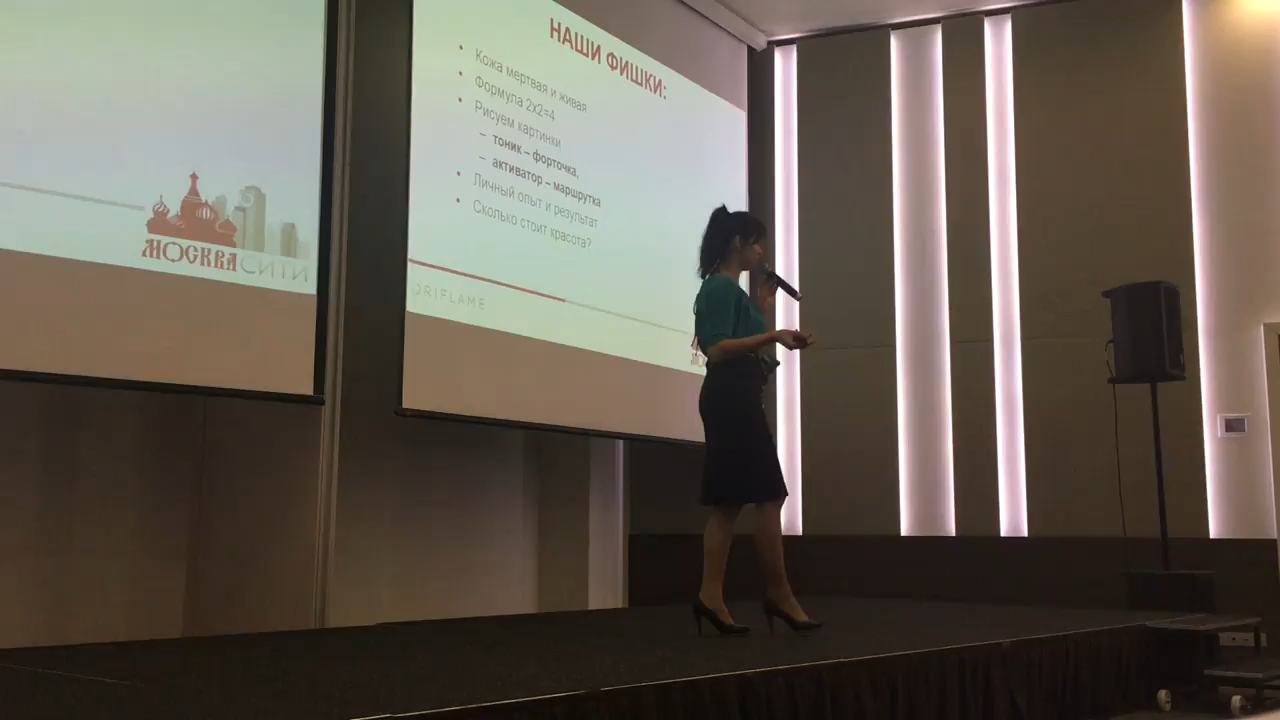 НАШИ ФИШКИ:
• Кожа мертвая и живая
• Формула 2х2=4
• Рисуем картинки
– тоник – форточка,
– активатор – маршрутка
• Личный опыт и результат
• Сколько стоит красота?
ORIFLAME
МОСКВА СИТИ